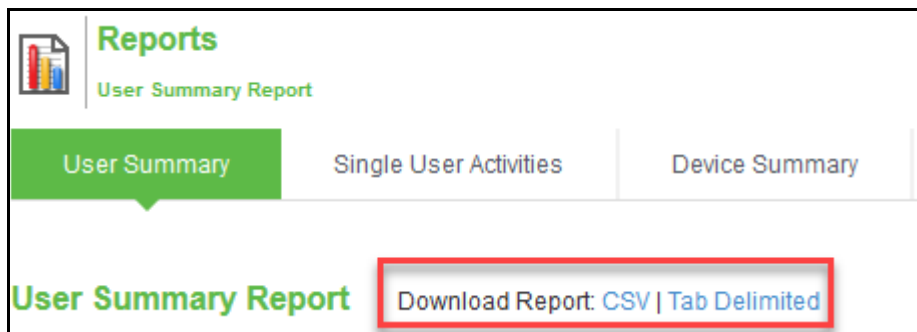 Reports
User Summary Report
User Summary Single User Activities Device Summary
User Summary Report Download Report: CSV | Tab Delimited